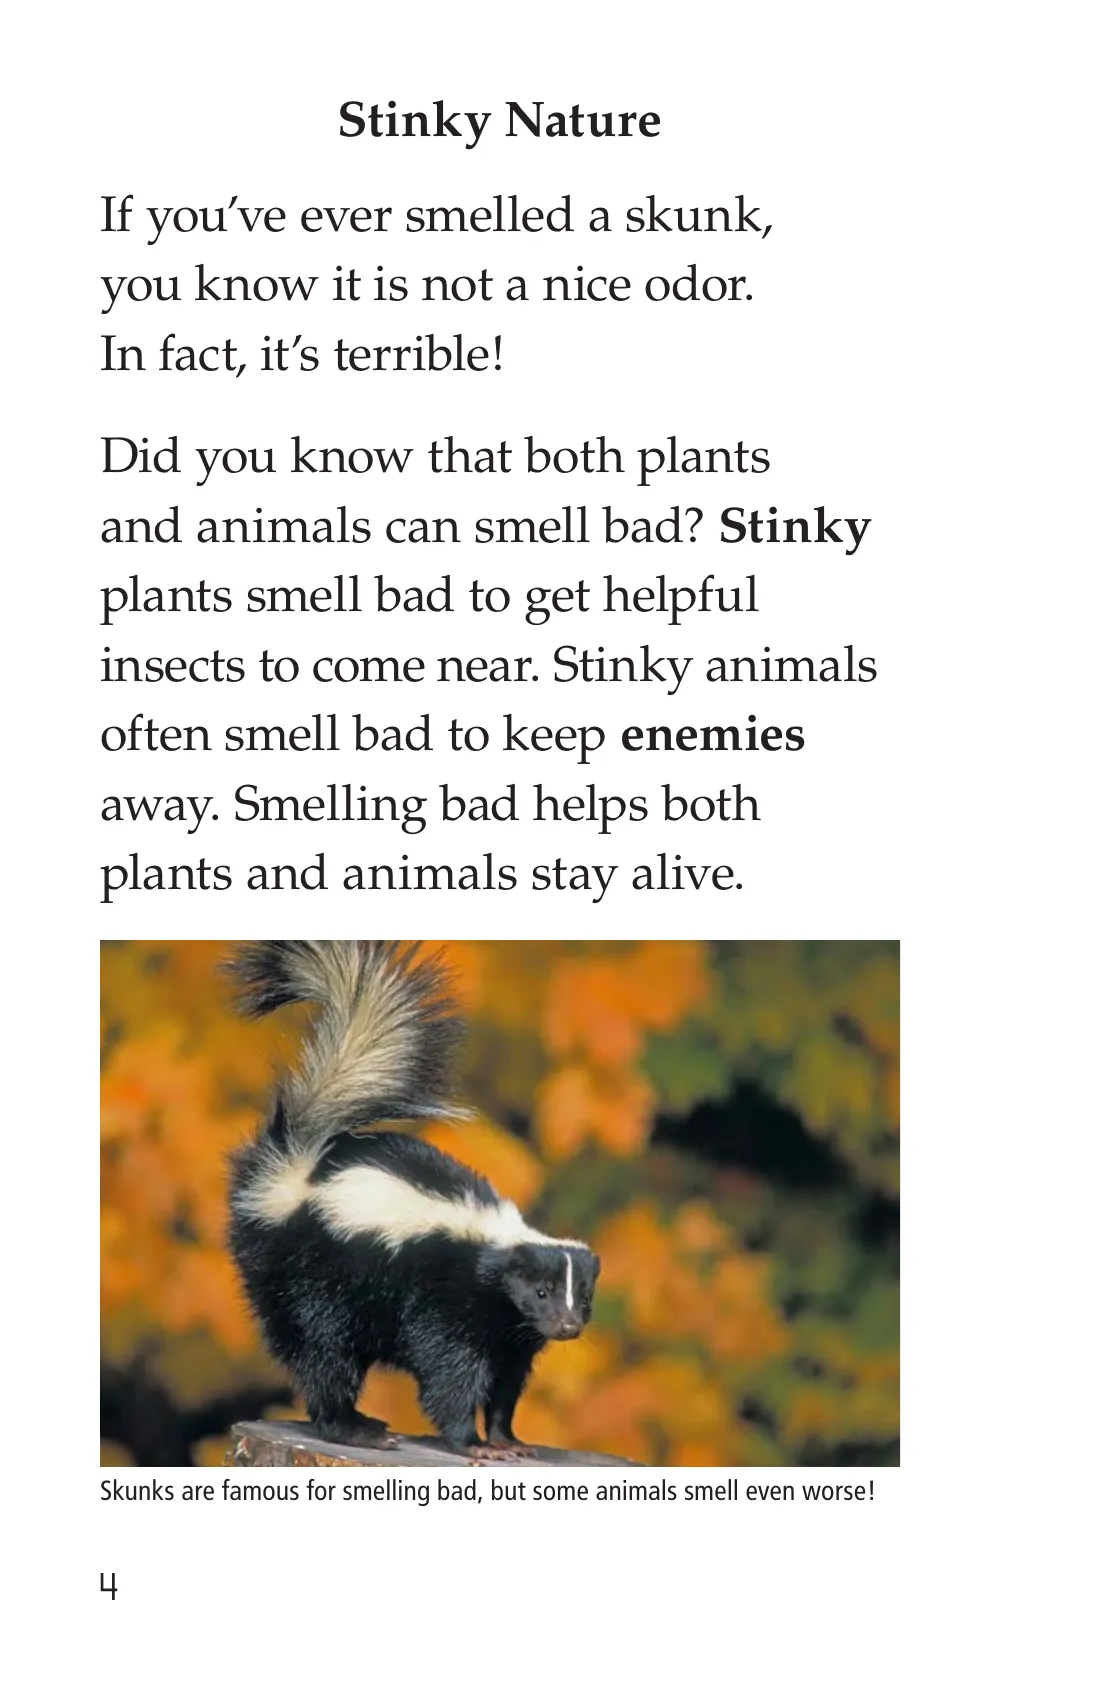 Stinky Nature
If you’ve ever smelled a skunk,
you know it is not a nice odor.
In fact, it’s terrible!
Did you know that both plants
and animals can smell bad? Stinky
plants smell bad to get helpful
insects to come near. Stinky animals
often smell bad to keep enemies
away. Smelling bad helps both
plants and animals stay alive.
Skunks are famous for smelling bad, but some animals smell even worse!
4